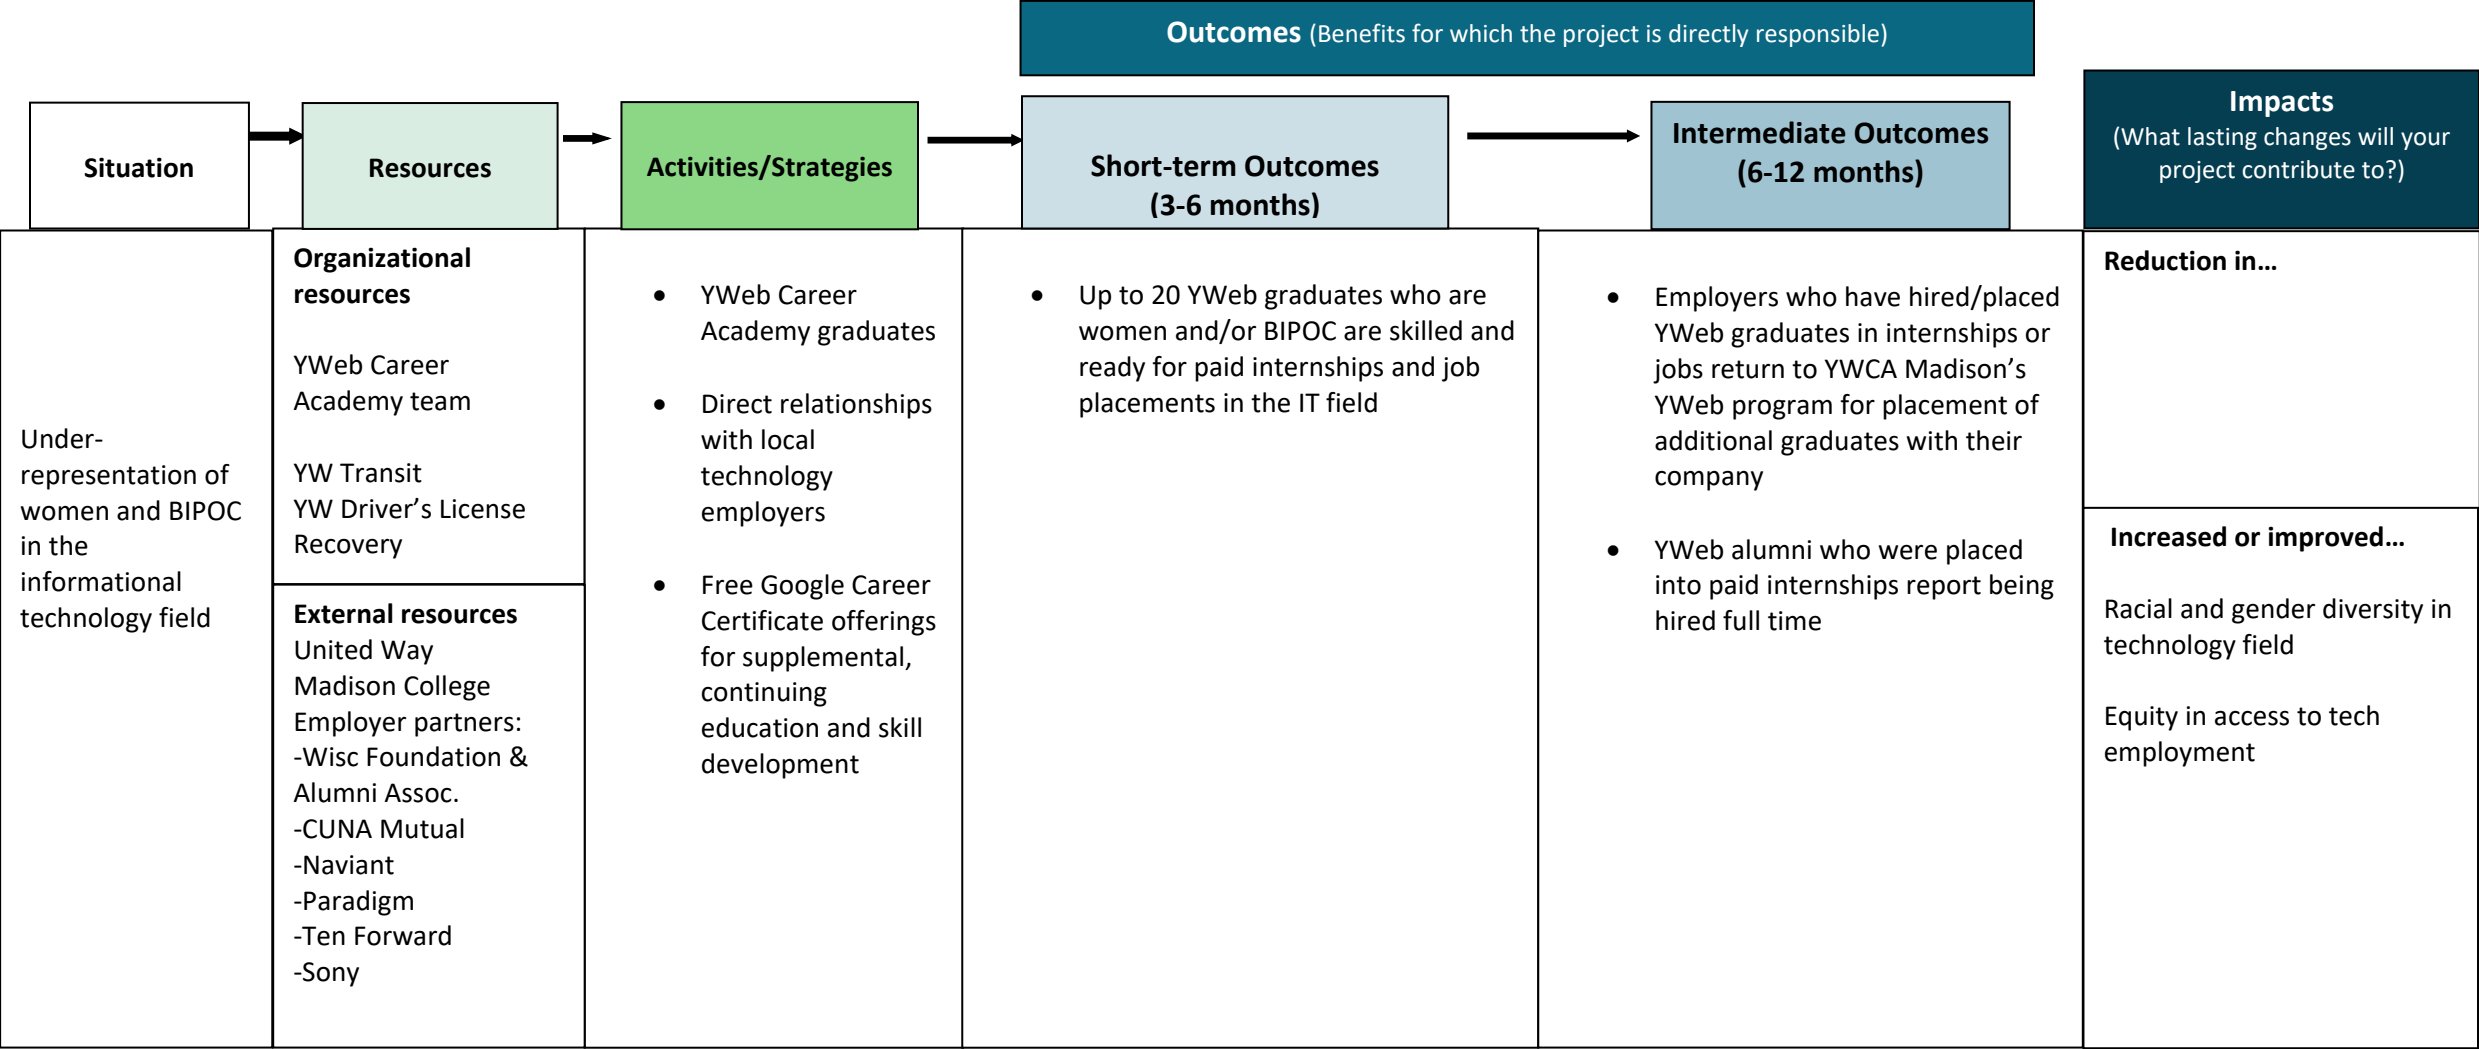 Outcomes (Benefits for which the project is directly responsible)
Situation
Resources
Activities/Strategies
Short-term Outcomes
(3-6 months)
Intermediate Outcomes
(6-12 months)
Impacts
(What lasting changes will your
project contribute to?)
Under-
representation of
women and BIPOC
in the
informational
technology field
Organizational
resources
YWeb Career
Academy team
YW Transit
YW Driver’s License
Recovery
External resources
United Way
Madison College
Employer partners:
-Wisc Foundation &
Alumni Assoc.
-CUNA Mutual
-Naviant
-Paradigm
-Ten Forward
-Sony
• YWeb Career
Academy graduates
• Direct relationships
with local
technology
employers
• Free Google Career
Certificate offerings
for supplemental,
continuing
education and skill
development
• Up to 20 YWeb graduates who are
women and/or BIPOC are skilled and
ready for paid internships and job
placements in the IT field
• Employers who have hired/placed
YWeb graduates in internships or
jobs return to YWCA Madison’s
YWeb program for placement of
additional graduates with their
company
• YWeb alumni who were placed
into paid internships report being
hired full time
Reduction in…
Increased or improved…
Racial and gender diversity in
technology field
Equity in access to tech
employment